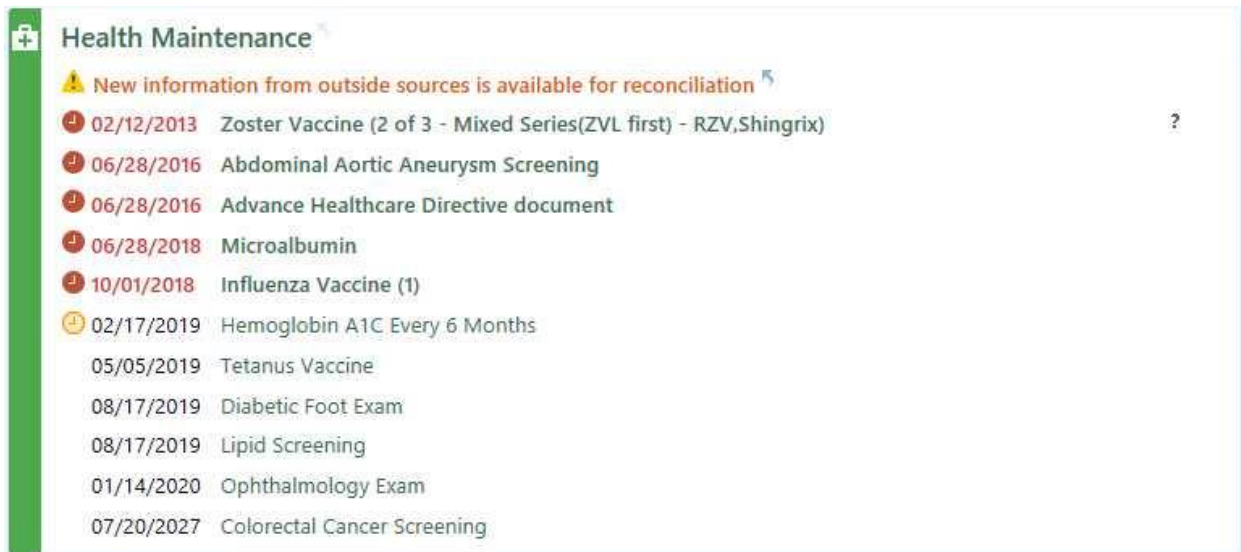 Health Maintenance
New information from outside sources is available for reconciliation
02/12/2013 Zoster Vaccine (2 of 3 - Mixed Series(ZVL first) - RZV,Shingrix) ?
06/28/2016 Abdominal Aortic Aneurysm Screening
06/28/2016 Advance Healthcare Directive document
06/28/2018 Microalbumin
10/01/2018 Influenza Vaccine (1)
02/17/2019 Hemoglobin A1C Every 6 Months
05/05/2019 Tetanus Vaccine
08/17/2019 Diabetic Foot Exam
08/17/2019 Lipid Screening
01/14/2020 Ophthalmology Exam
07/20/2027 Colorectal Cancer Screening